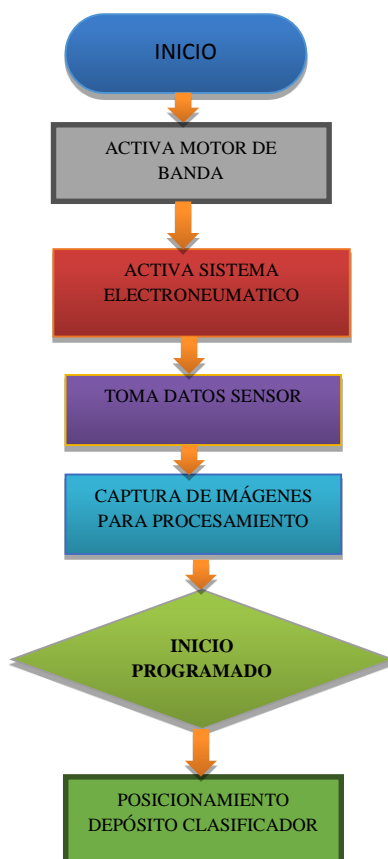 INICIO
ACTIVA MOTOR DE
BANDA
ACTIVA SISTEMA
ELECTRONEUMATICO
TOMA DATOS SENSOR
CAPTURA DE IMÁGENES
PARA PROCESAMIENTO
INICIO
PROGRAMADO
POSICIONAMIENTO
DEPÓSITO CLASIFICADOR